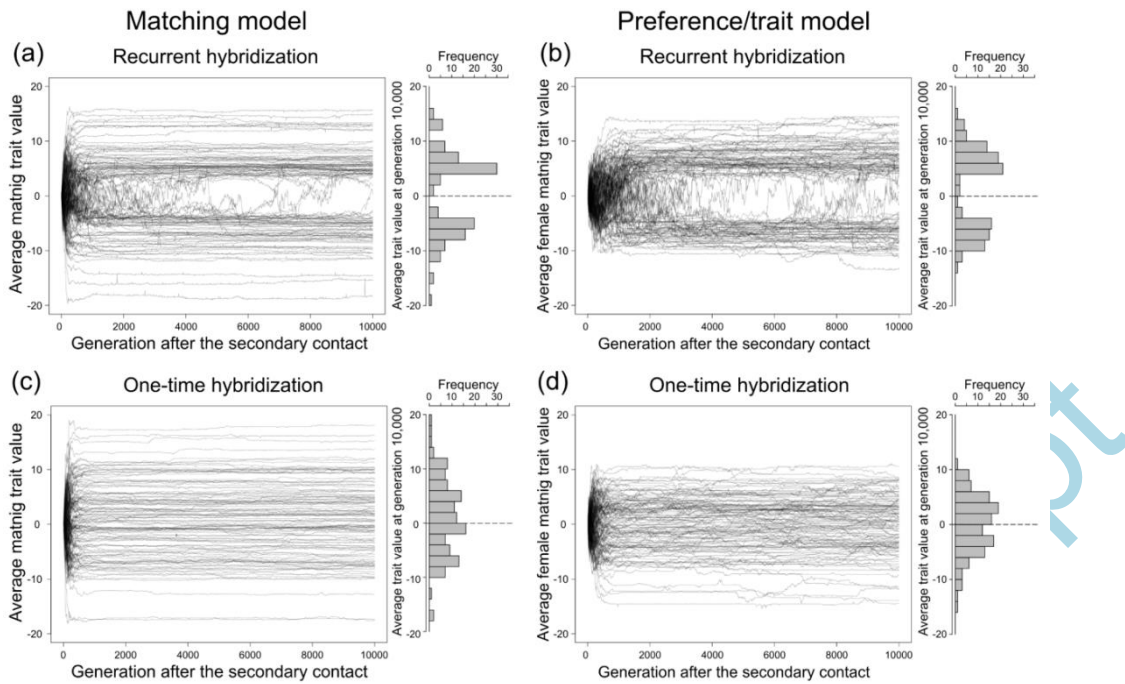 Matching model
Preference/trait model
(a)
Recurrent hybridization
Frequency
0 10 20 30
Average matnig trait value
20
10
0
-10
-20
0 2000 4000 6000 8000 10000
Generation after the secondary contact
Average trait value at generation 10,000
20
10
0
-10
-20
(b)
Recurrent hybridization
Frequency
0 10 20 30
Average female matnig trait value
20
10
0
-10
-20
0 2000 4000 6000 8000 10000
Generation after the secondary contact
Average trait value at generation 10,000
20
10
0
-10
-20
(c)
One-time hybridization
Frequency
0 10 20 30
Average matnig trait value
20
10
0
-10
-20
0 2000 4000 6000 8000 10000
Generation after the secondary contact
Average trait value at generation 10,000
20
10
0
-10
-20
(d)
One-time hybridization
Frequency
0 10 20 30
Average female matnig trait value
20
10
0
-10
-20
0 2000 4000 6000 8000 10000
Generation after the secondary contact
Average trait value at generation 10,000
20
10
0
-10
-20